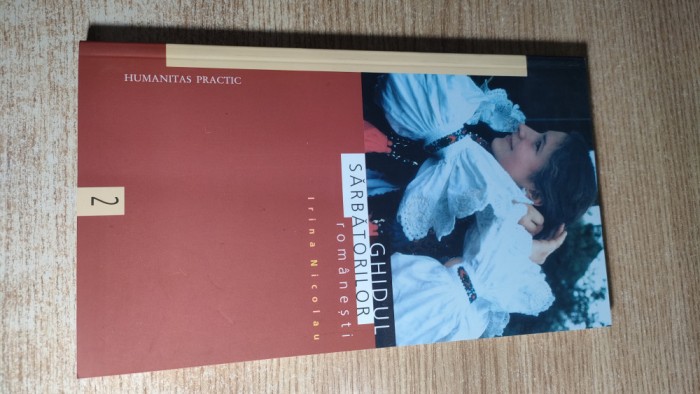 HUMANITAS PRACTIC
GHIDUL
SĂRBĂTORILOR
românești
Irina Nicolau
2